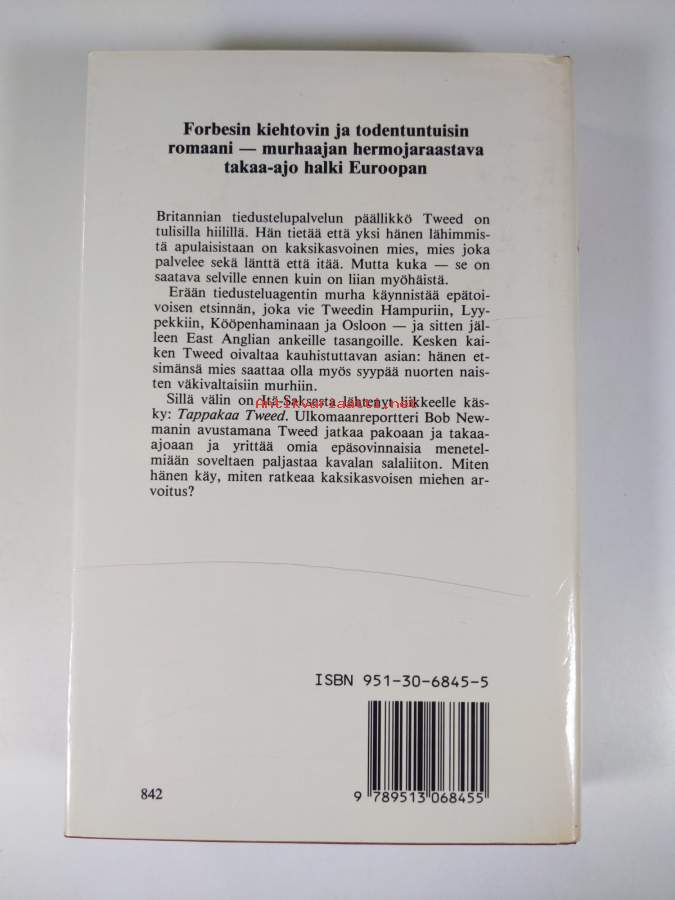 Forbesin kiehtovin ja todentuntuisin
romaani — murhaajan hermojaraastava
takaa-ajo halki Euroopan
Britannian tiedustelupalvelun päällikkö Tweed on
tulisilla hiilillä. Hän tietää että yksi hänen lähimmis-
tä apulaisistaan on kaksikasvoinen mies, mies joka
palvelee sekä länttä että itää. Mutta kuka — se on
saatava selville ennen kuin on liian myöhäistä.
Erään tiedusteluagentin murha käynnistää epätoi-
voisen etsinnän, joka vie Tweedin Hampuriin, Lyy-
pekkiin, Kööpenhaminaan ja Osloon — ja sitten jäl-
leen East Anglian ankeille tasangoille. Kesken kai-
ken Tweed oivaltaa kauhistuttavan asian: hänen et-
simänsä mies saattaa olla myös syypää nuorten nais-
ten väkivaltaisiin murhiin.
Sillä välin on Itä-Saksasta lähtenyt liikkeelle käs-
Antikvariaatti.net
ky: Tappakaa Tweed. Ulkomaanreportteri Bob New-
manin avustamana Tweed jatkaa pakoaan ja takaa-
ajoaan ja yrittää omia epäsovinnaisia menetel-
miään soveltaen paljastaa kavalan salaliiton. Miten
hänen käy, miten ratkeaa kaksikasvoisen miehen ar-
voitus?
ISBN 951-30-6845-5
842
9 789513 068455